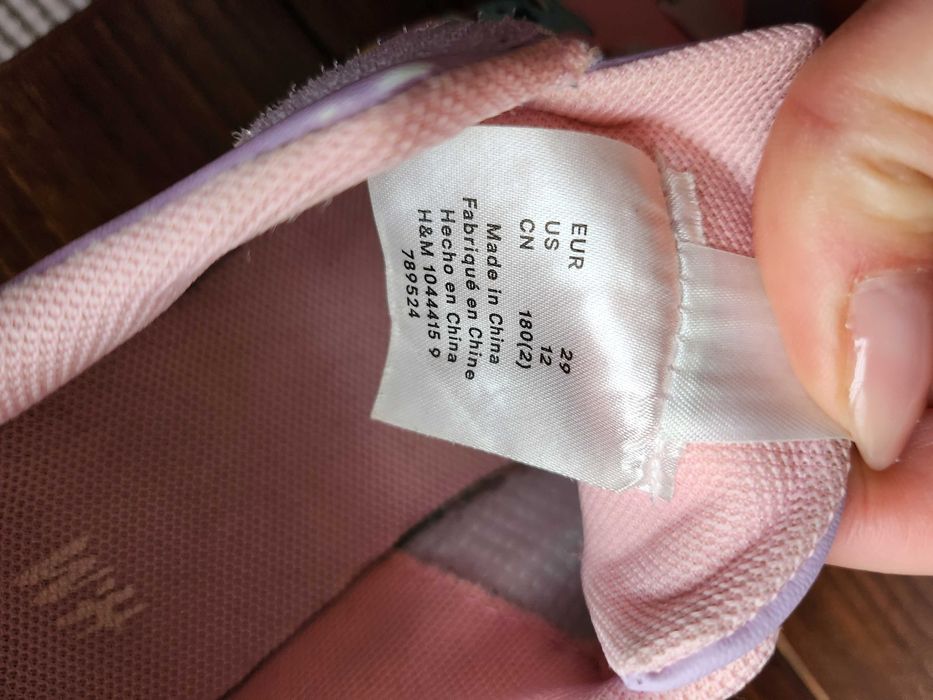 EUR 29
US 12
CN 180(2)
Made in China
Fabriqué en Chine
Hecho en China
H&M 1044415 9
789524
H&M